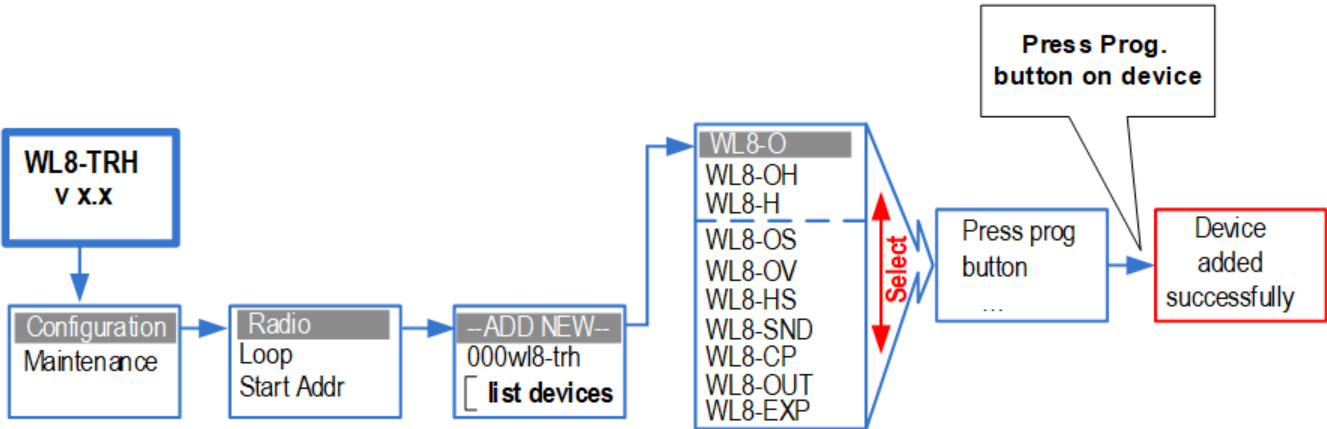 WL8-TRH
v x.x
Configuration
Maintenance
Radio
Loop
Start Addr
--ADD NEW--
000wl8-trh
list devices
WL8-O
WL8-OH
WL8-H
WL8-OS
WL8-OV
WL8-HS
WL8-SND
WL8-CP
WL8-OUT
WL8-EXP
Select
Press prog
button
...
Press Prog.
button on device
Device
added
successfully